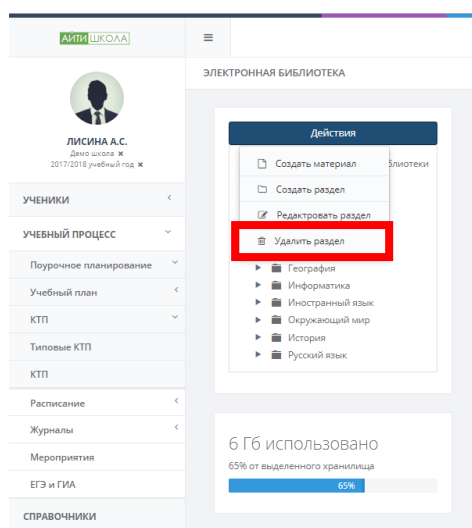 АЙТИ ШКОЛА
ЛИСИНА А.С.
Демо школа ✖
2017/2018 учебный год ✖
УЧЕНИКИ
УЧЕБНЫЙ ПРОЦЕСС
Поурочное планирование
Учебный план
КТП
Типовые КТП
КТП
Расписание
Журналы
Мероприятия
ЕГЭ и ГИА
СПРАВОЧНИКИ
ЭЛЕКТРОННАЯ БИБЛИОТЕКА
Действия
Создать материал
блиотеки
Создать раздел
Редактровать раздел
Удалить раздел
География
Информатика
Иностранный язык
Окружающий мир
История
Русский язык
6 Гб использовано
65% от выделенного хранилища
65%